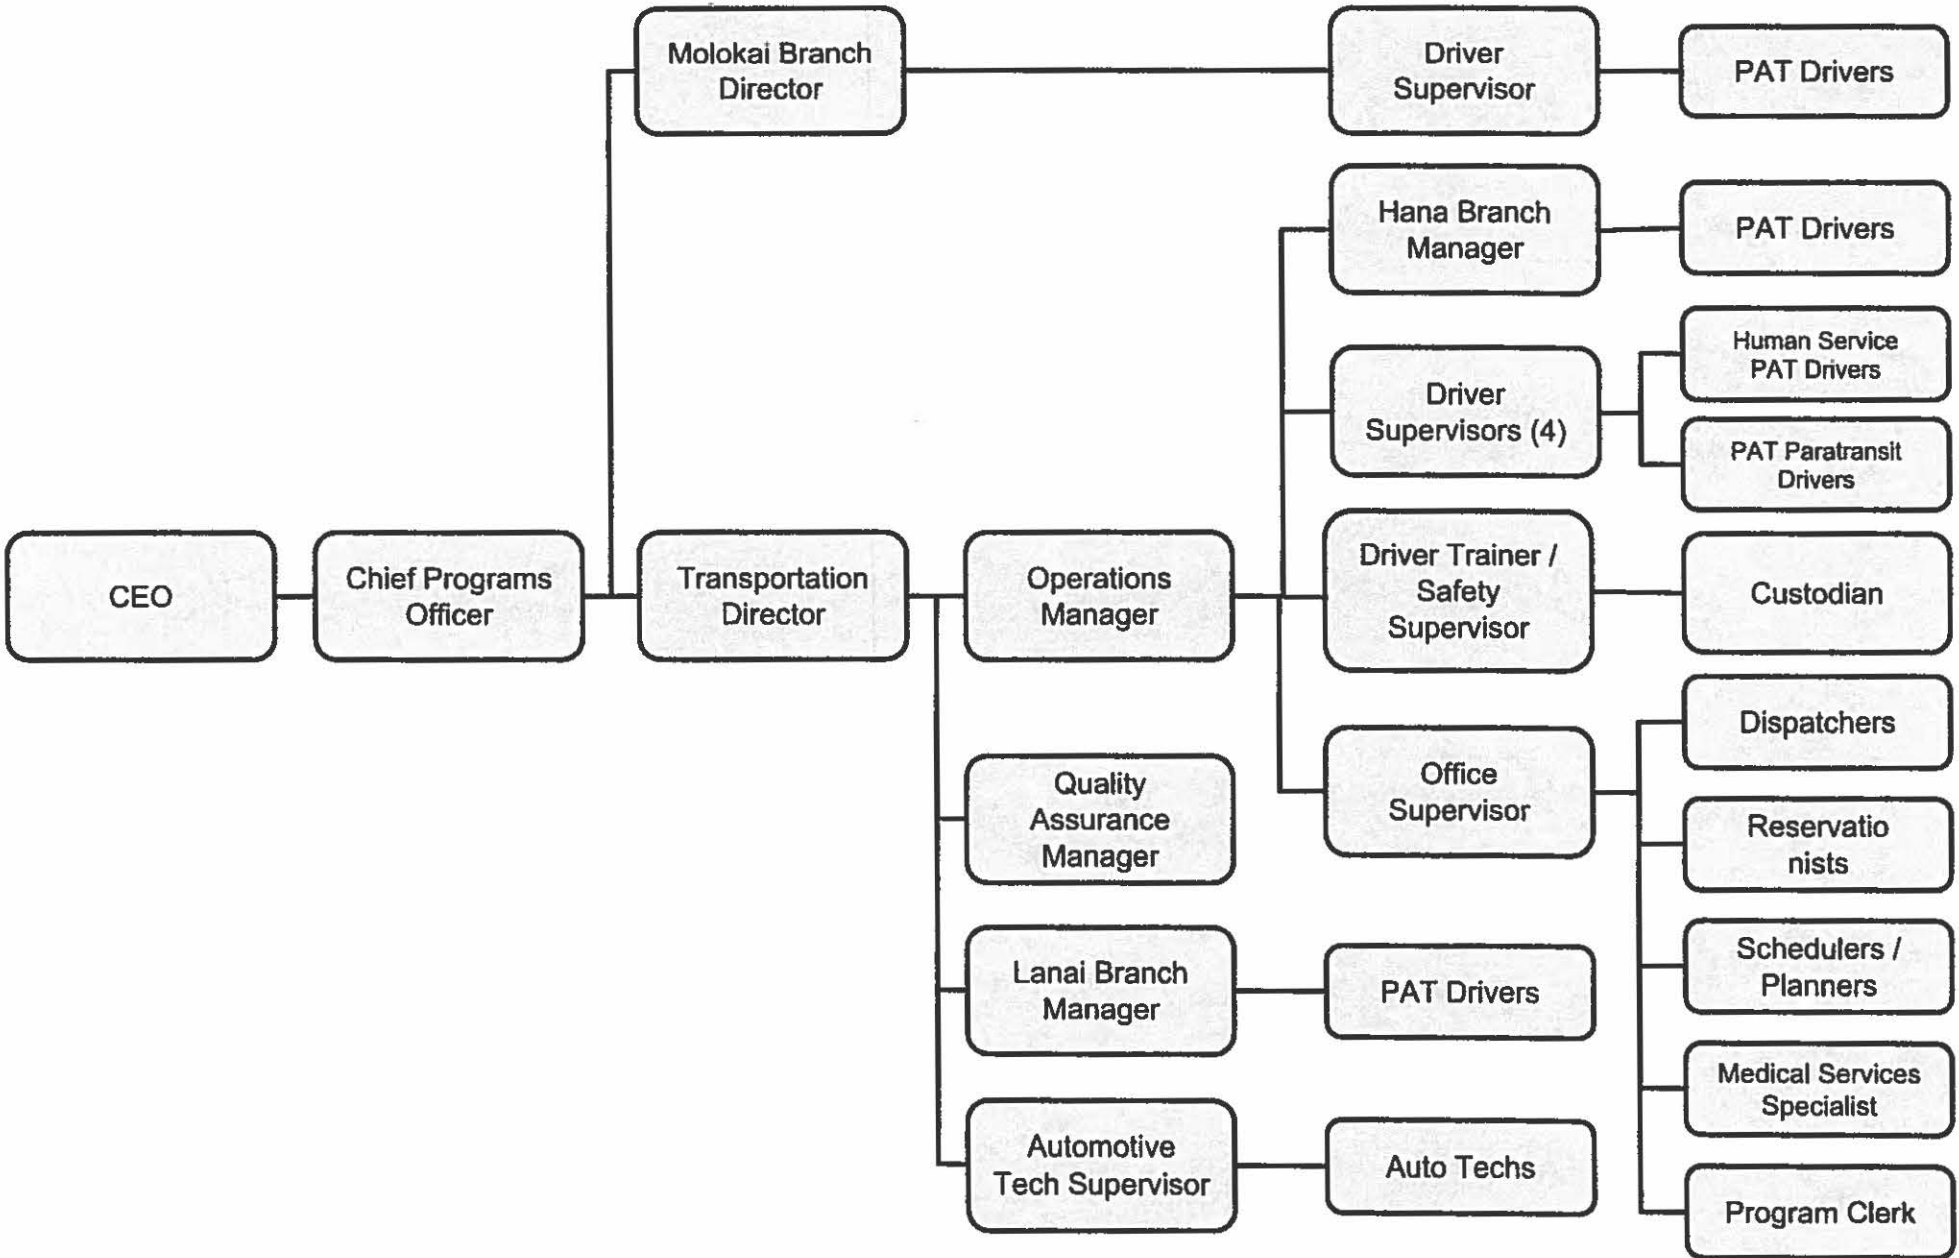 Molokai Branch
Director
Driver
Supervisor
PAT Drivers
Hana Branch
Manager
PAT Drivers
Driver
Supervisors (4)
Human Service
PAT Drivers
PAT Paratransit
Drivers
CEO
Chief Programs
Officer
Transportation
Director
Operations
Manager
Driver Trainer /
Safety
Supervisor
Custodian
Office
Supervisor
Dispatchers
Reservatio
nists
Schedulers /
Planners
Medical Services
Specialist
Program Clerk
Quality
Assurance
Manager
Lanai Branch
Manager
PAT Drivers
Automotive
Tech Supervisor
Auto Techs